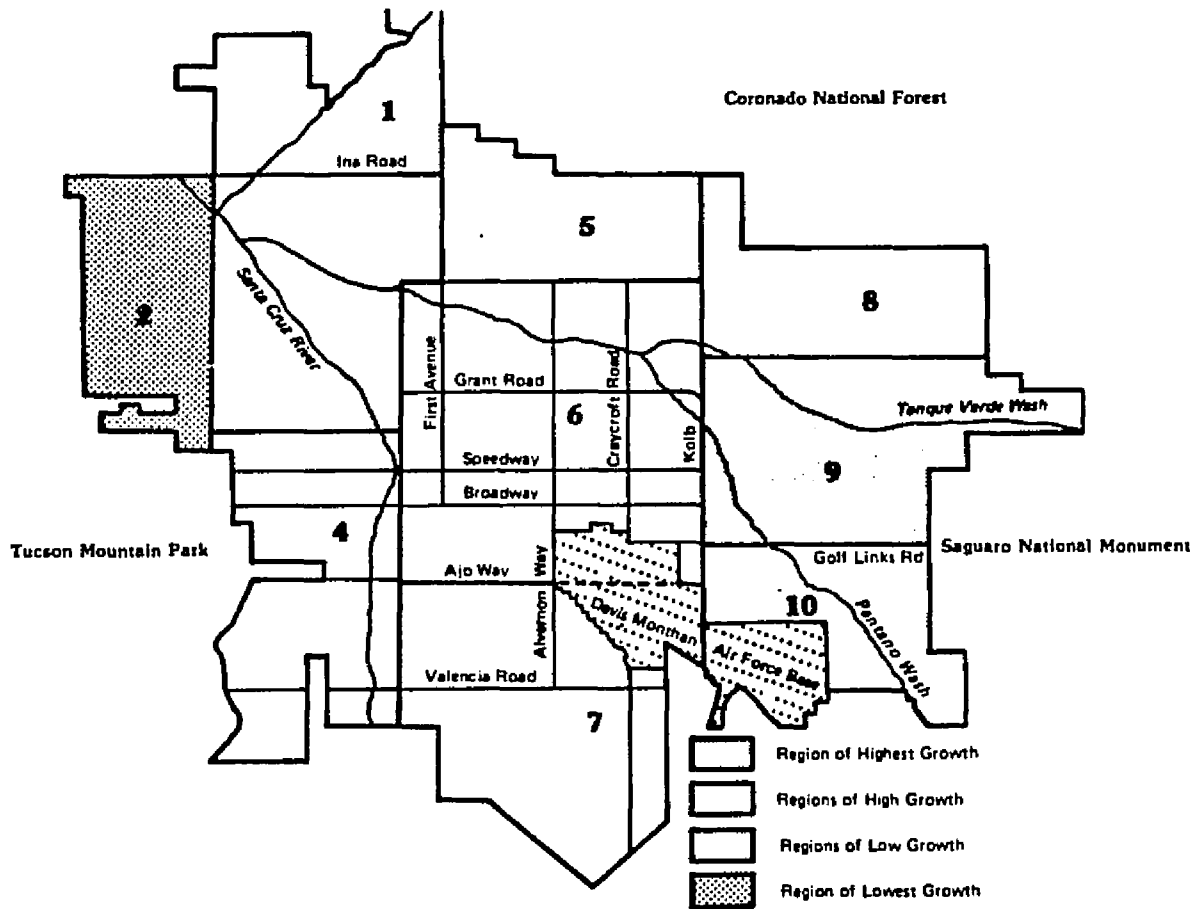 1
Coronado National Forest
Ina Road
5
2
Santa Cruz River
8
First Avenue
Grant Road
Craycroft Road
6
Kolb
Tanque Verde Wash
9
Speedway
Broadway
Tucson Mountain Park
4
Ajo Way
Alvernon Way
Golf Links Rd
Saguaro National Monument
10
Davis Monthan
Air Force Base
Pantano Wash
Valencia Road
7
Region of Highest Growth
Regions of High Growth
Regions of Low Growth
Region of Lowest Growth